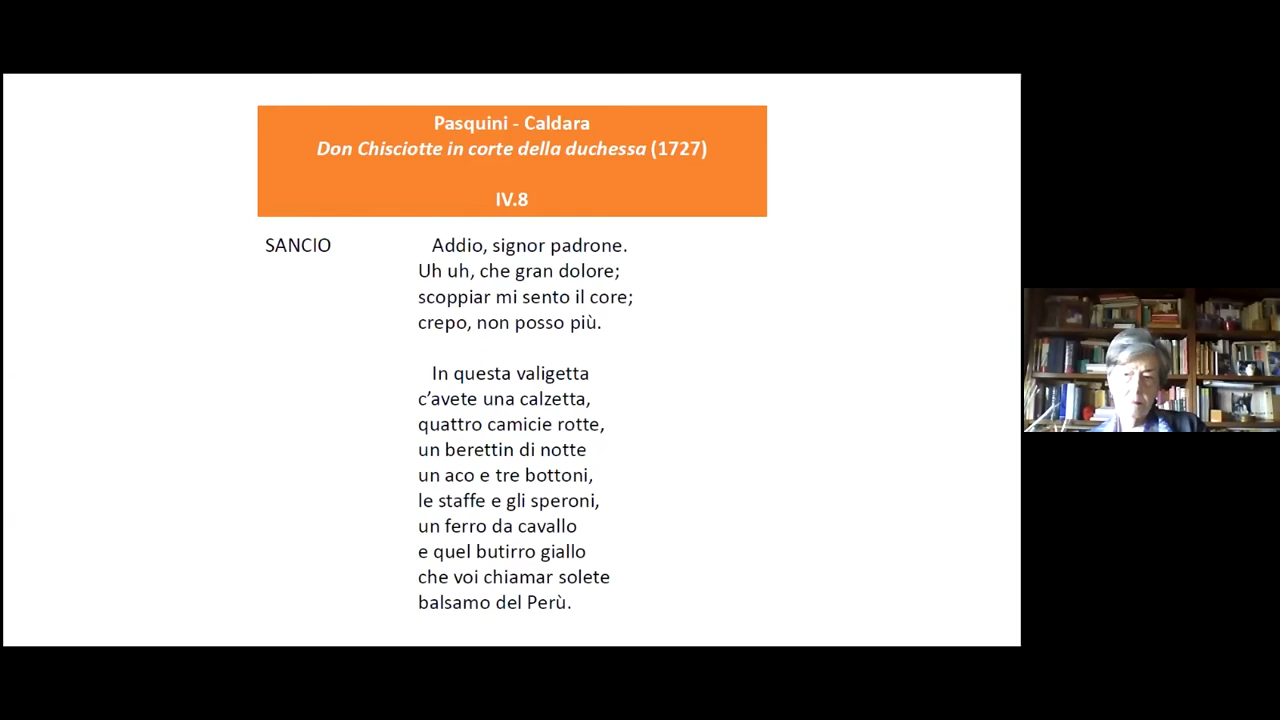 Pasquini - Caldara
Don Chisciotte in corte della duchessa (1727)
IV.8
SANCIO Addio, signor padrone.
Uh uh, che gran dolore;
scoppiar mi sento il core;
crepo, non posso più.
In questa valigetta
c’avete una calzetta,
quattro camicie rotte,
un berettin di notte
un aco e tre bottoni,
le staffe e gli speroni,
un ferro da cavallo
e quel butirro giallo
che voi chiamar solete
balsamo del Perù.